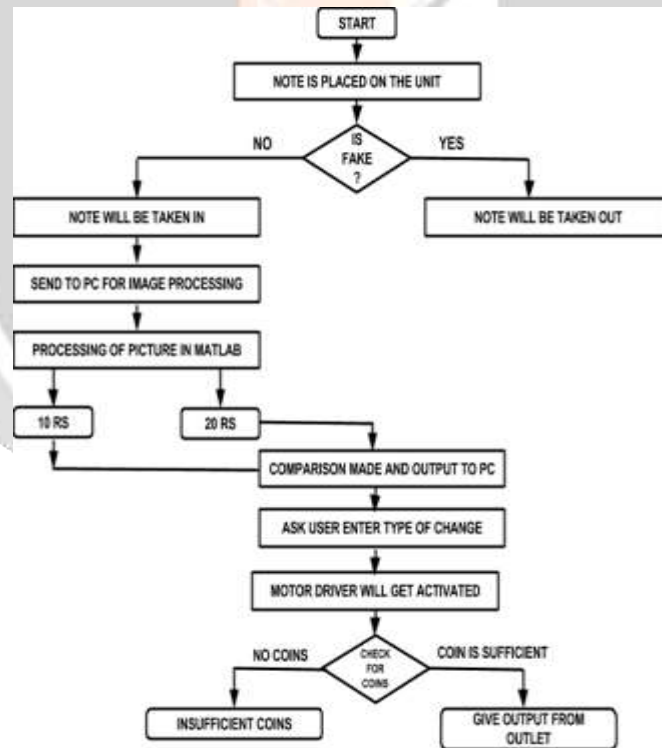 START
NOTE IS PLACED ON THE UNIT
IS
FAKE
?
NO
YES
NOTE WILL BE TAKEN IN
NOTE WILL BE TAKEN OUT
SEND TO PC FOR IMAGE PROCESSING
PROCESSING OF PICTURE IN MATLAB
10 RS
20 RS
COMPARISON MADE AND OUTPUT TO PC
ASK USER ENTER TYPE OF CHANGE
MOTOR DRIVER WILL GET ACTIVATED
CHECK
FOR
COINS
NO COINS
COIN IS SUFFICIENT
INSUFFICIENT COINS
GIVE OUTPUT FROM
OUTLET